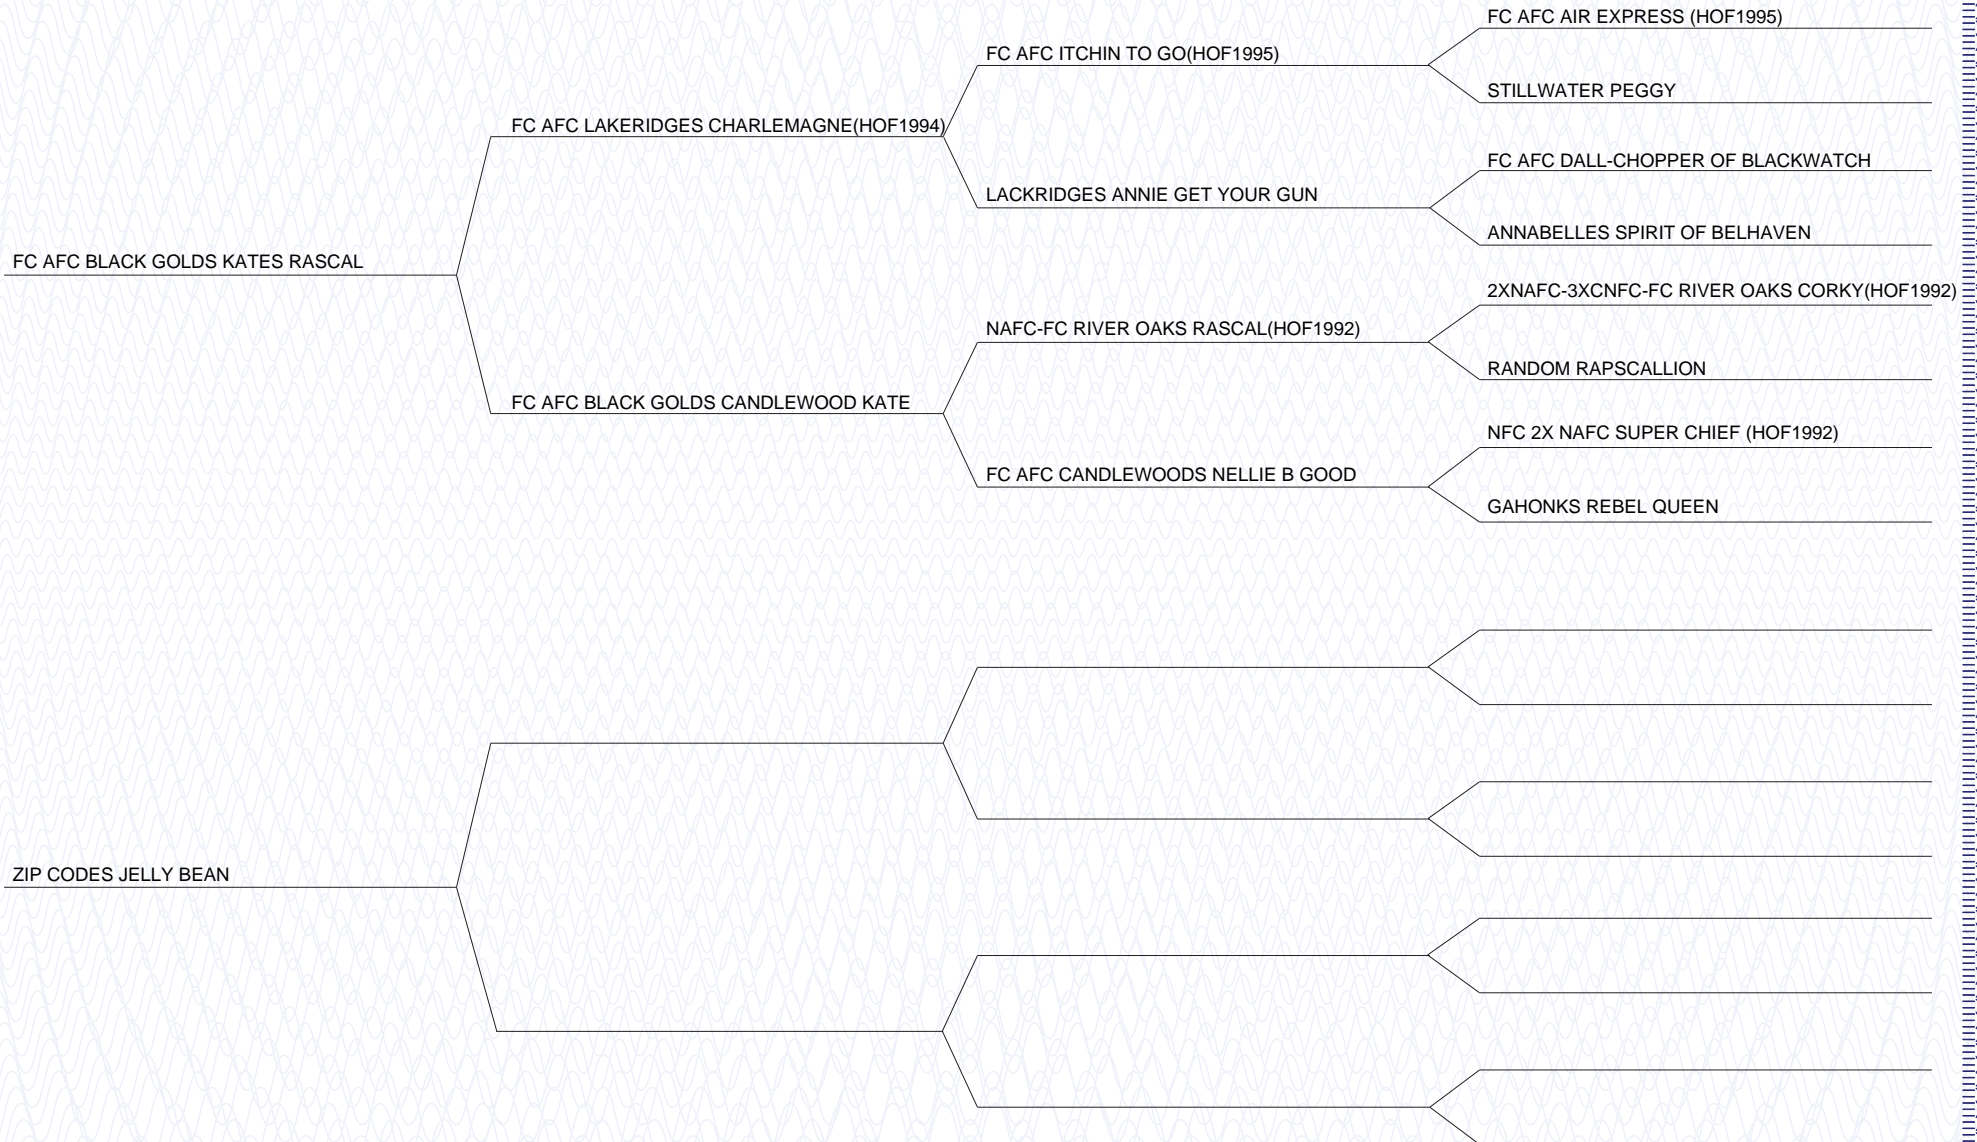 FC AFC AIR EXPRESS (HOF1995)
FC AFC ITCHIN TO GO(HOF1995)
STILLWATER PEGGY
FC AFC LAKERIDGES CHARLEMAGNE(HOF1994)
FC AFC DALL-CHOPPER OF BLACKWATCH
LACKRIDGES ANNIE GET YOUR GUN
ANNABELLES SPIRIT OF BELHAVEN
FC AFC BLACK GOLDS KATES RASCAL
2XNAFC-3XCNFC-FC RIVER OAKS CORKY(HOF1992)
NAFC-FC RIVER OAKS RASCAL(HOF1992)
RANDOM RAPSCALLION
FC AFC BLACK GOLDS CANDLEWOOD KATE
NFC 2X NAFC SUPER CHIEF (HOF1992)
FC AFC CANDLEWOODS NELLIE B GOOD
GAHONKS REBEL QUEEN
ZIP CODES JELLY BEAN